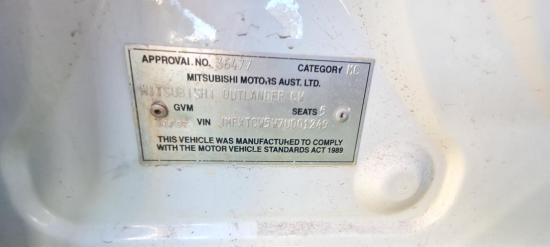 APPROVAL NO. 36477 CATEGORY MC
MITSUBISHI MOTORS AUST. LTD.
MITSUBISHI OUTLANDER CW
GVM SEATS 5
VIN
THIS VEHICLE WAS MANUFACTURED TO COMPLY
WITH THE MOTOR VEHICLE STANDARDS ACT 1989